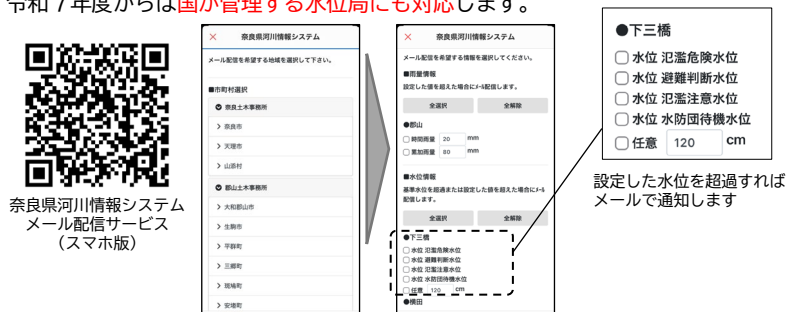 令和7年度からは国が管理する水位局にも対応します。
奈良県河川情報システム
メール配信サービス
(スマホ版)
× 奈良県河川情報システム
メール配信を希望する地域を選択して下さい。
■市町村選択
奈良土木事務所
> 奈良市
> 天理市
> 山添村
郡山土木事務所
> 大和郡山市
> 生駒市
> 平群町
> 三郷町
> 斑鳩町
> 安堵町
× 奈良県河川情報システム
メール配信を希望する情報を選択してください。
■雨量情報
設定した値を超えた場合にメール配信します。
全選択 全解除
●郡山
時間雨量 20 mm
累加雨量 80 mm
■水位情報
基準水位を超過または設定した値を超えた場合にメール
配信します。
全選択 全解除
●下三橋
水位 氾濫危険水位
水位 避難判断水位
水位 氾濫注意水位
水位 水防団待機水位
任意 120 cm
●横田
●下三橋
水位 氾濫危険水位
水位 避難判断水位
水位 氾濫注意水位
水位 水防団待機水位
任意 120 cm
設定した水位を超過すれば
メールで通知します